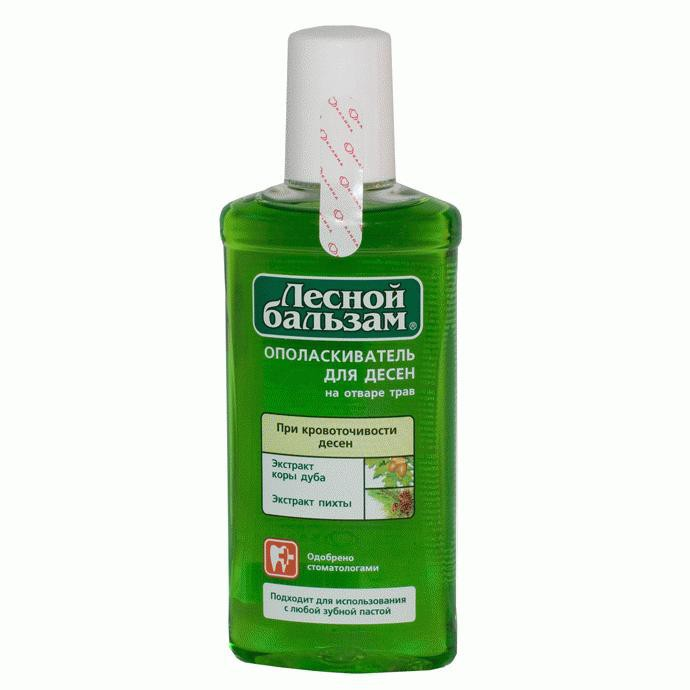 Лесной
бальзам®
ОПОЛАСКИВАТЕЛЬ
ДЛЯ ДЕСЕН
на отваре трав
При кровоточивости
десен
Экстракт
коры дуба
Экстракт пихты
Одобрено
стоматологами
Подходит для использования
с любой зубной пастой